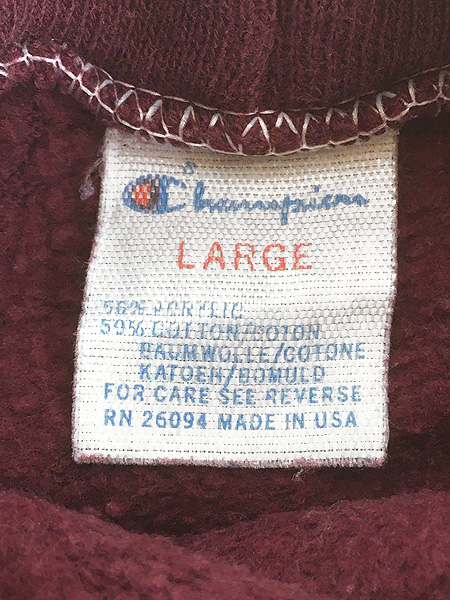 Champion
LARGE
50% ACRYLIC
50% COTTON/COTON
BAUMWOLLE/COTONE
KATOEN/BOMULD
FOR CARE SEE REVERSE
RN 26094 MADE IN USA